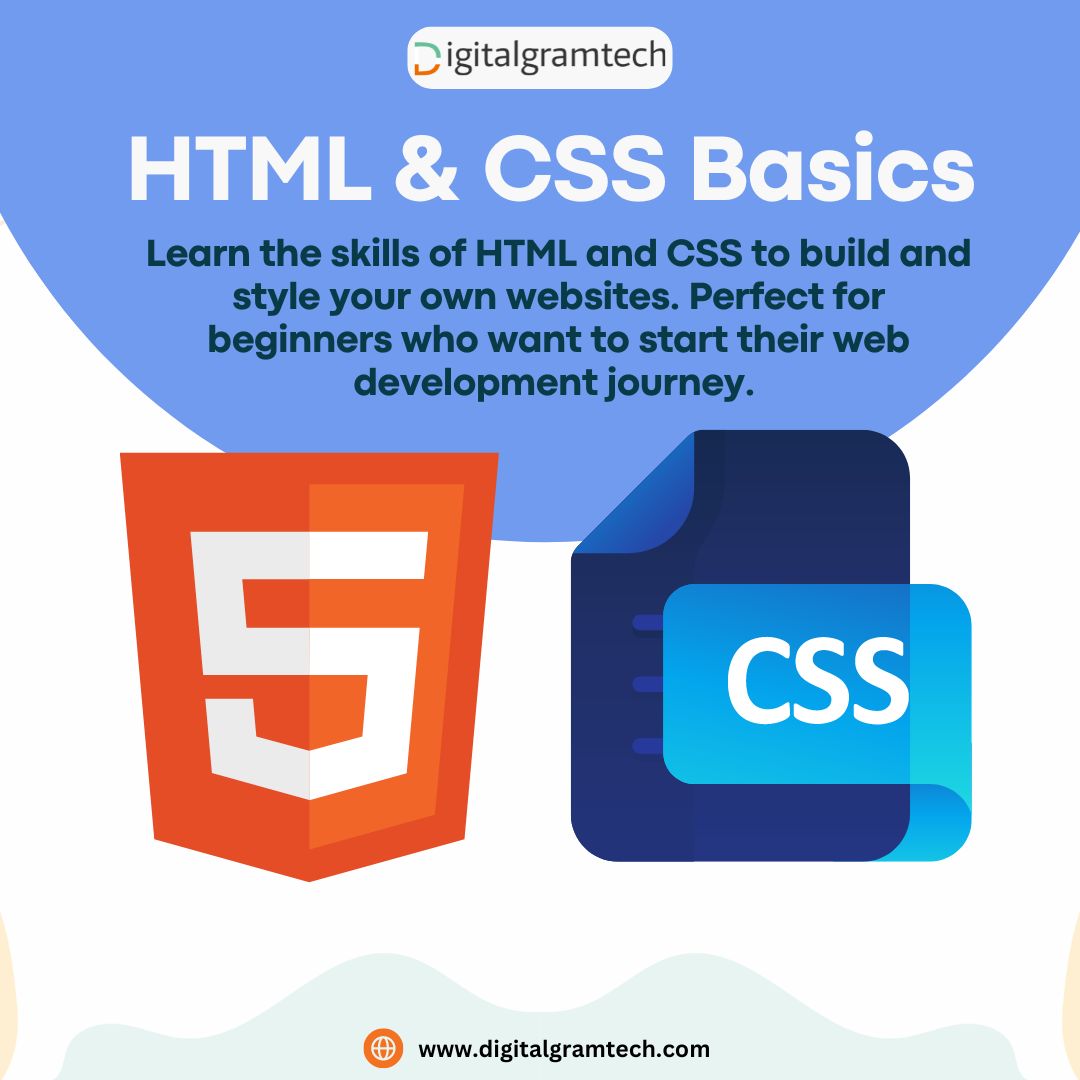 Digitalgramtech
HTML & CSS Basics
Learn the skills of HTML and CSS to build and
style your own websites. Perfect for
beginners who want to start their web
development journey.
5
CSS
www.digitalgramtech.com